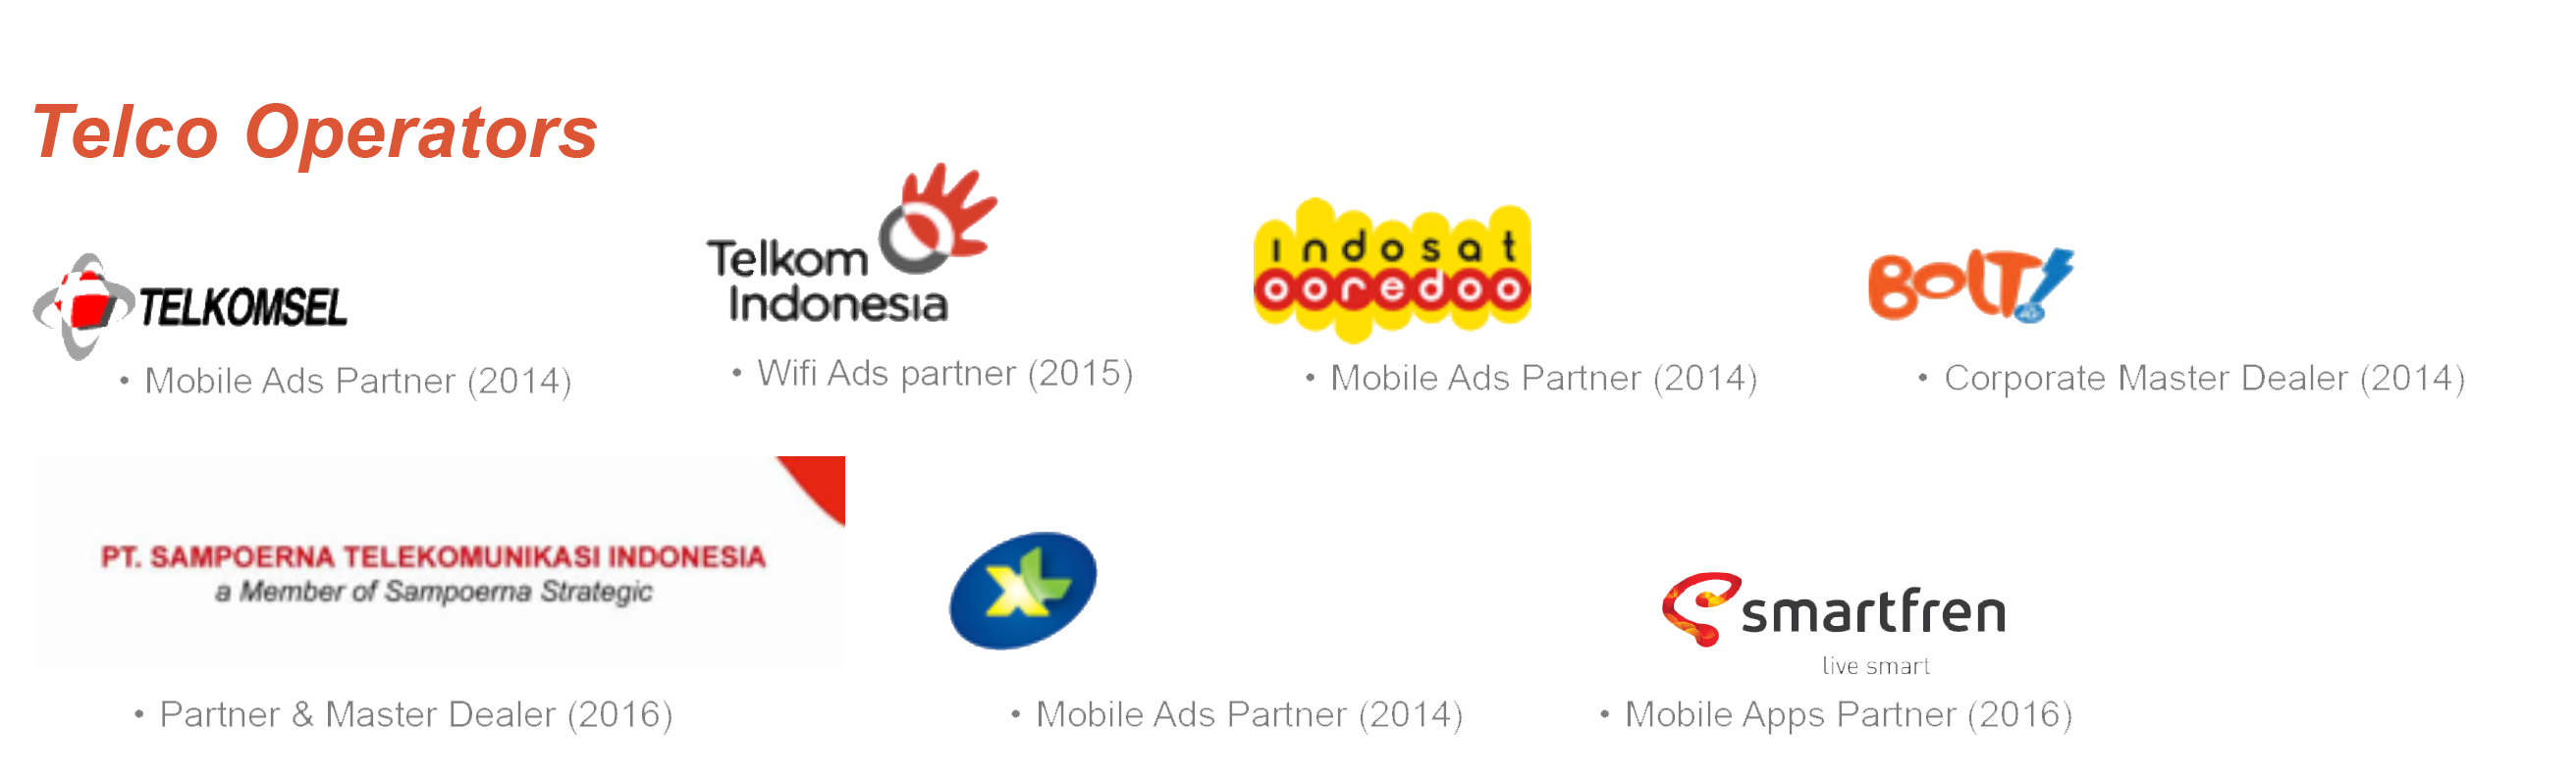 Telco Operators
TELKOMSEL
• Mobile Ads Partner (2014)
Telkom
Indonesia
• Wifi Ads partner (2015)
indosat
ooredoo
• Mobile Ads Partner (2014)
BOLT!
• Corporate Master Dealer (2014)
PT. SAMPOERNA TELEKOMUNIKASI INDONESIA
a Member of Sampoerna Strategic
• Partner & Master Dealer (2016)
XL
• Mobile Ads Partner (2014)
smartfren
live smart
• Mobile Apps Partner (2016)